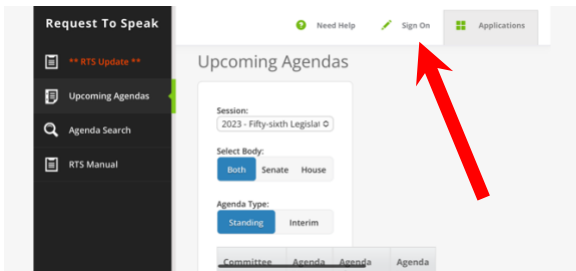 Request To Speak
Need Help
Sign On
Applications
** RTS Update **
Upcoming Agendas
Agenda Search
RTS Manual
Upcoming Agendas
Session:
2023 - Fifty-sixth Legislat
Select Body:
Both Senate House
Agenda Type:
Standing Interim
Committee Agenda Agenda Agenda